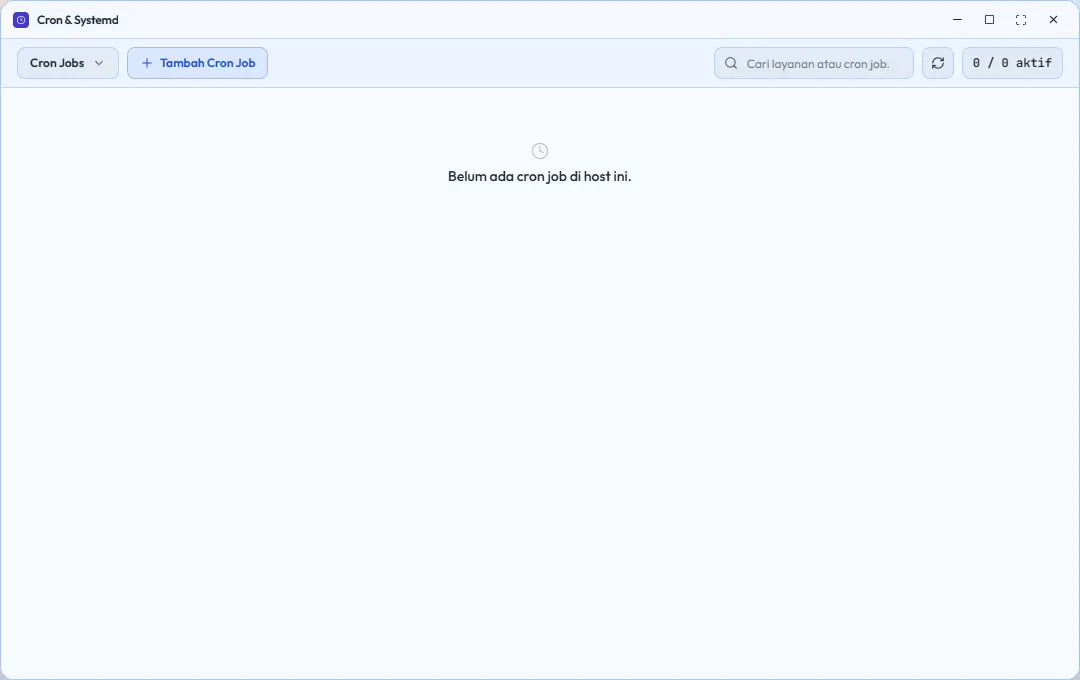 Cron & Systemd
Cron Jobs
Tambah Cron Job
Cari layanan atau cron job.
0 / 0 aktif
Belum ada cron job di host ini.